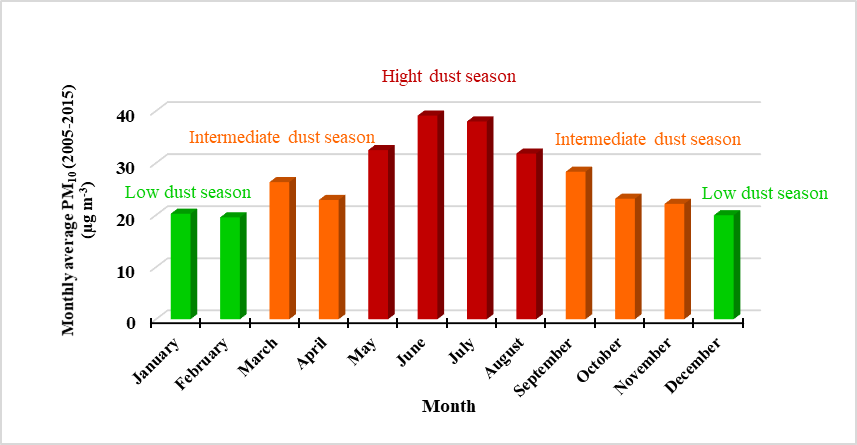 Hight dust season
Intermediate dust season
Intermediate dust season
Low dust season
Low dust season
Monthly average PM10 (2005-2015)
(µg m-3)
40
30
20
10
0
January
February
March
April
May
June
July
August
September
October
November
December
Month